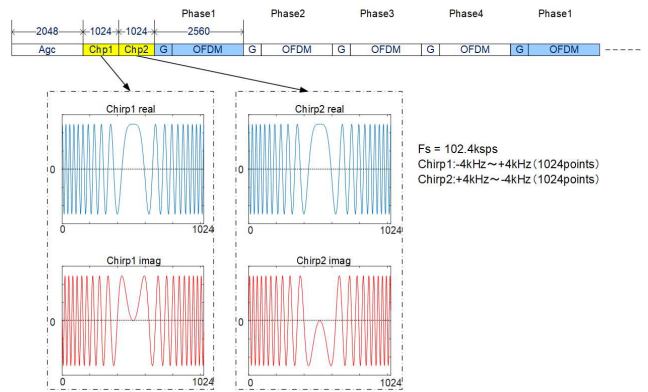 Phase1 Phase2 Phase3 Phase4 Phase1
2048 1024 1024 2560
Agc Chp1 Chp2 G OFDM G OFDM G OFDM G OFDM G OFDM
Chirp1 real Chirp2 real
0 0
0 1024 0 1024
Fs = 102.4ksps
Chirp1:-4kHz～+4kHz(1024points)
Chirp2:+4kHz～-4kHz(1024points)
Chirp1 imag Chirp2 imag
0 0
0 1024 0 1024